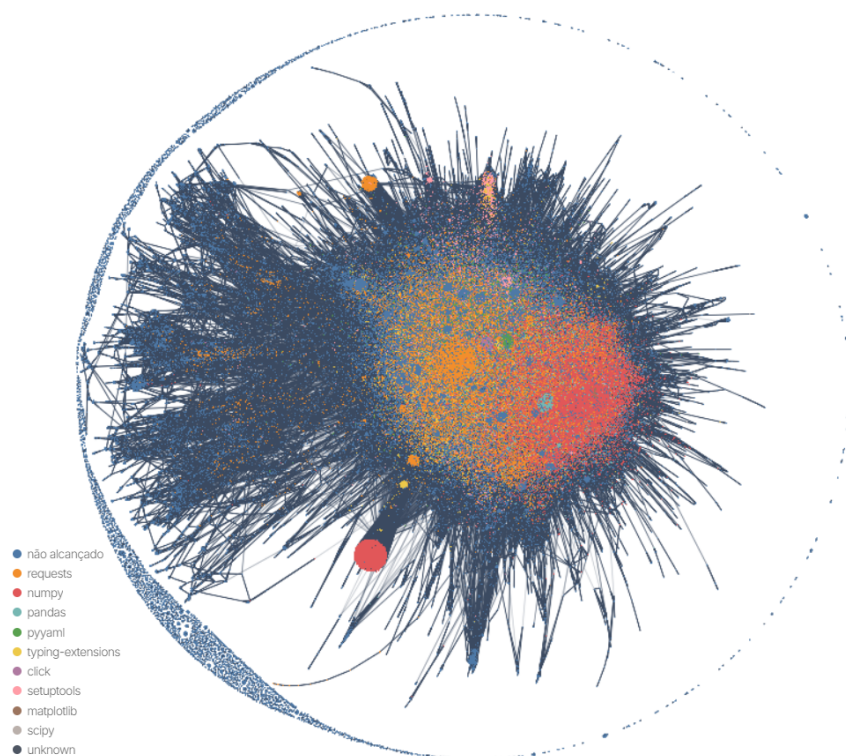 não alcançado
requests
numpy
pandas
pyyaml
typing-extensions
click
setuptools
matplotlib
scipy
unknown